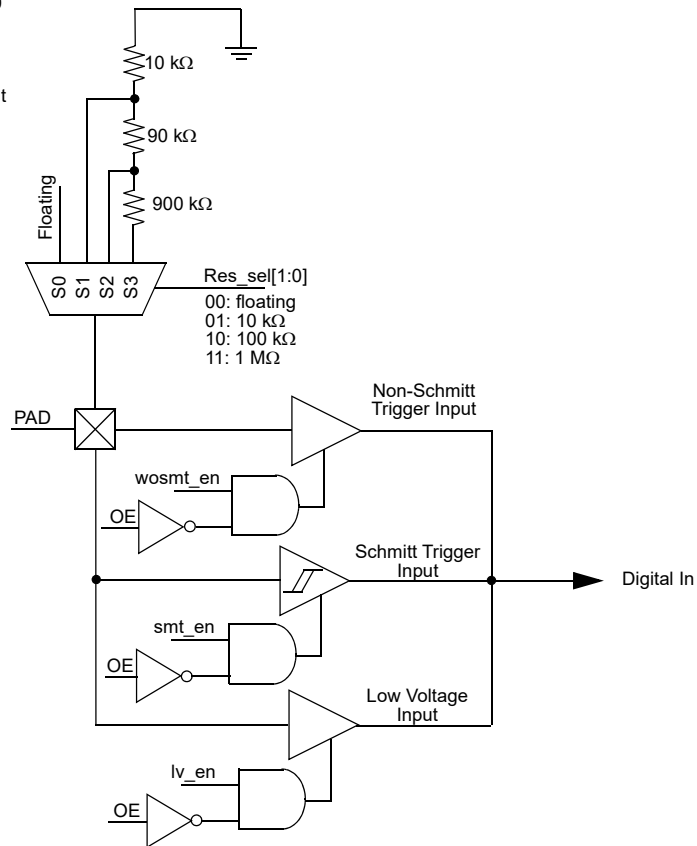 t
10 kΩ
90 kΩ
900 kΩ
Floating
S0 S1 S2 S3
Res_sel[1:0]
00: floating
01: 10 kΩ
10: 100 kΩ
11: 1 MΩ
PAD
Non-Schmitt
Trigger Input
wosmt_en
OE
Schmitt Trigger
Input
Digital In
smt_en
OE
Low Voltage
Input
lv_en
OE